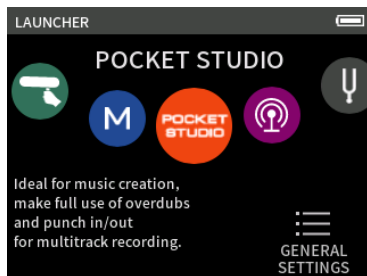 LAUNCHER
POCKET STUDIO
M
POCKET
STUDIO
Ideal for music creation,
make full use of overdubs
and punch in/out
for multitrack recording.
GENERAL
SETTINGS